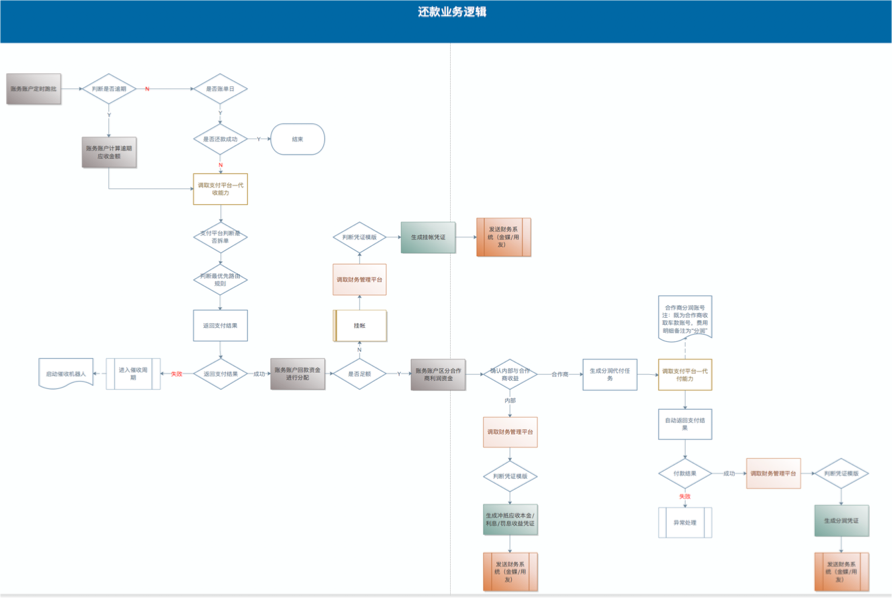 还款业务逻辑
账务账户定时跑批
判断是否逾期
N
是否账单日
Y
Y
账务账户计算逾期
应收金额
是否还款成功
Y
结束
N
调取支付平台—代
收能力
支付平台判断是
否拆单
判断最优先路由
规则
返回支付结果
返回支付结果
失败
进入催收周
期
启动催收机器人
成功
账务账户回款资金
进行分配
是否足额
N
挂帐
调取财务管理平台
判断凭证模版
生成挂帐凭证
发送财务系
统（金蝶/用
友）
Y
账务账户区分合作
商利润资金
确认内部与合作
商收益
内部
调取财务管理平台
判断凭证模版
生成冲抵应收本金/
利息/罚息收益凭证
发送财务系
统（金蝶/用
友）
合作商
生成分润代付任
务
合作商分润账号
注：既为合作商收
取车款账号，费用
明细备注为“分润”
调取支付平台—代
付能力
自动返回支付结
果
付款结果
失败
异常处理
成功
调取财务管理平台
判断凭证模版
生成分润凭证
发送财务系
统（金蝶/用
友）